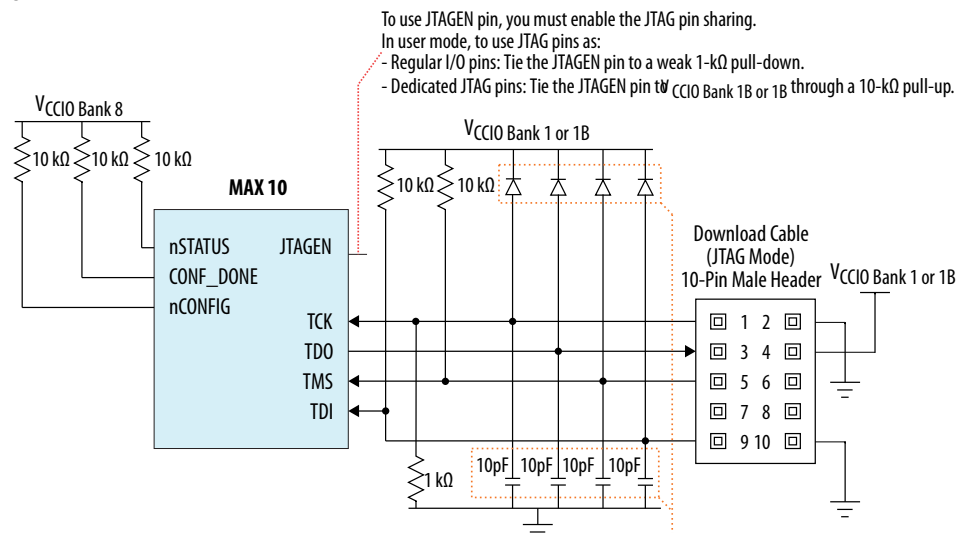 To use JTAGEN pin, you must enable the JTAG pin sharing.
In user mode, to use JTAG pins as:
- Regular I/O pins: Tie the JTAGEN pin to a weak 1-kΩ pull-down.
- Dedicated JTAG pins: Tie the JTAGEN pin to V CCIO Bank 1B or 1B through a 10-kΩ pull-up.
VCCIO Bank 8
10 kΩ 10 kΩ 10 kΩ
VCCIO Bank 1 or 1B
10 kΩ 10 kΩ
MAX 10
nSTATUS JTAGEN
CONF_DONE
nCONFIG
TCK
TDO
TMS
TDI
1 kΩ
10pF 10pF 10pF 10pF
Download Cable
(JTAG Mode)
10-Pin Male Header
VCCIO Bank 1 or 1B
1 2
3 4
5 6
7 8
9 10